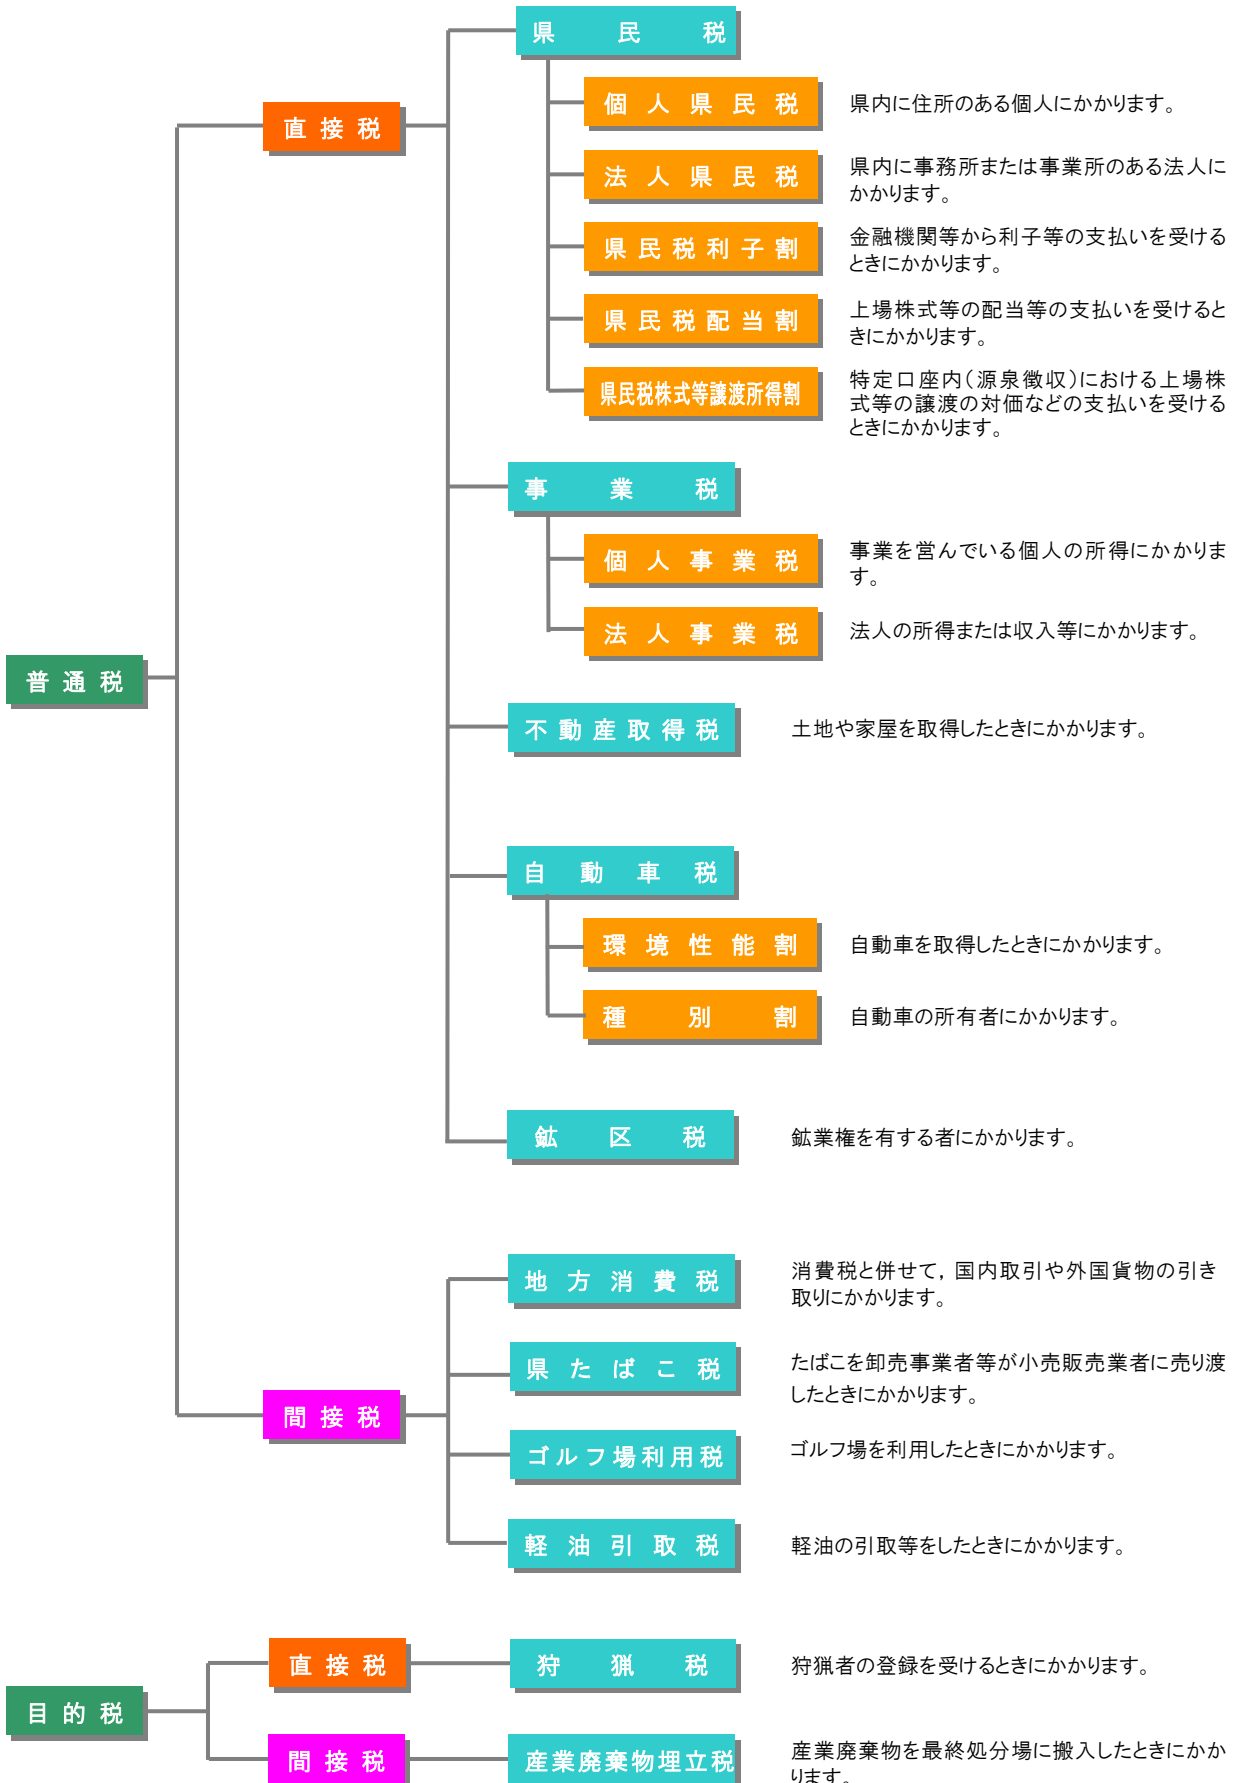 県民税
個人県民税
県内に住所のある個人にかかります。
直接税
法人県民税
県内に事務所または事業所のある法人に
かかります。
県民税利子割
金融機関等から利子等の支払いを受ける
ときにかかります。
県民税配当割
上場株式等の配当等の支払いを受けると
きにかかります。
県民税株式等譲渡所得割
特定口座内(源泉徴収)における上場株
式等の譲渡の対価などの支払いを受ける
ときにかかります。
事業税
個人事業税
事業を営んでいる個人の所得にかかりま
す。
法人事業税
法人の所得または収入等にかかります。
普通税
不動産取得税
土地や家屋を取得したときにかかります。
自動車税
環境性能割
自動車を取得したときにかかります。
種別割
自動車の所有者にかかります。
鉱区税
鉱業権を有する者にかかります。
地方消費税
消費税と併せて,国内取引や外国貨物の引き
取りにかかります。
県たばこ税
たばこを卸売事業者等が小売販売業者に売り渡
したときにかかります。
間接税
ゴルフ場利用税
ゴルフ場を利用したときにかかります。
軽油引取税
軽油の引取等をしたときにかかります。
直接税
狩猟税
狩猟者の登録を受けるときにかかります。
目的税
間接税
産業廃棄物埋立税
産業廃棄物を最終処分場に搬入したときにかか
ります。